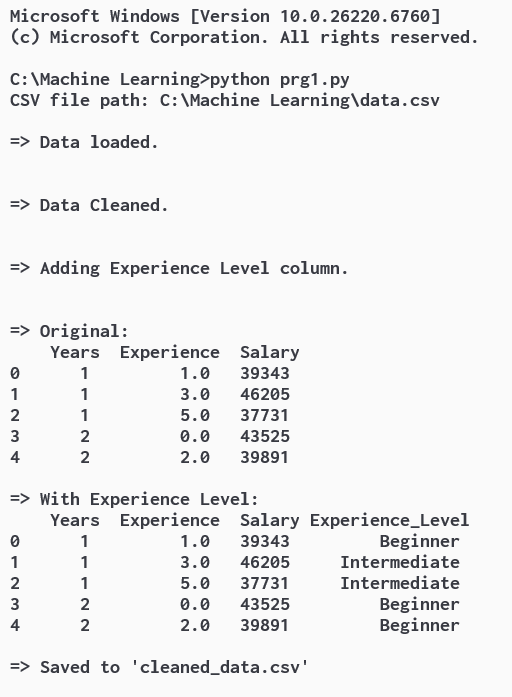 Microsoft Windows [Version 10.0.26220.6760]
(c) Microsoft Corporation. All rights reserved.
C:\Machine Learning>python prg1.py
CSV file path: C:\Machine Learning\data.csv
=> Data loaded.
=> Data Cleaned.
=> Adding Experience Level column.
=> Original:
Years Experience Salary
0 1 1.0 39343
1 1 3.0 46205
2 1 5.0 37731
3 2 0.0 43525
4 2 2.0 39891
=> With Experience Level:
Years Experience Salary Experience_Level
0 1 1.0 39343 Beginner
1 1 3.0 46205 Intermediate
2 1 5.0 37731 Intermediate
3 2 0.0 43525 Beginner
4 2 2.0 39891 Beginner
=> Saved to 'cleaned_data.csv'